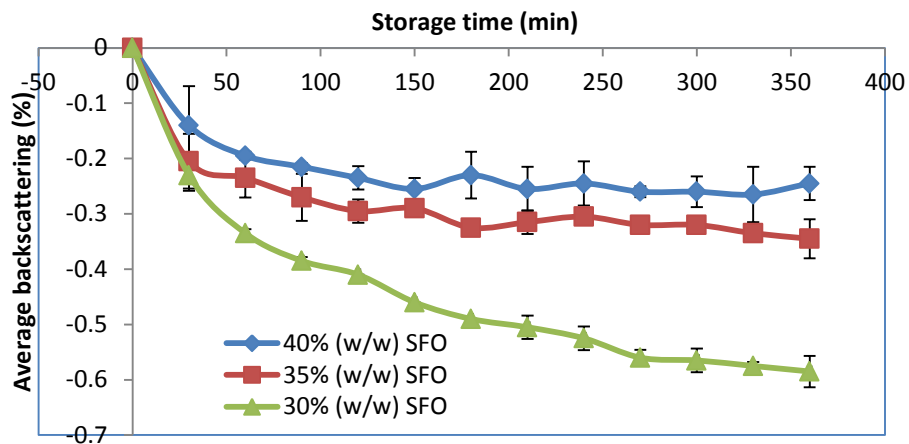 Storage time (min)
0
-50 0 50 100 150 200 250 300 350 400
-0.1
-0.2
-0.3
-0.4
-0.5
-0.6
-0.7
Average backscattering (%)
40% (w/w) SFO
35% (w/w) SFO
30% (w/w) SFO